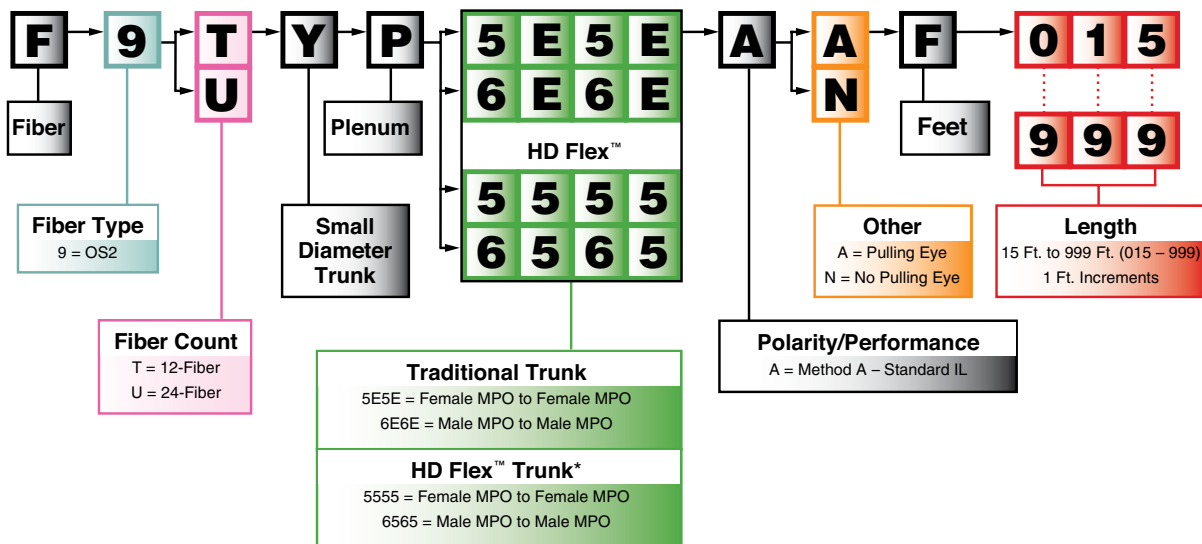 F 9 T Y P 5 E 5 E A A F 0 1 5
U 6 E 6 E N
Fiber
Plenum
HD Flex™
Feet
5 5 5 5
6 5 6 5
9 9 9
Fiber Type
9 = OS2
Small
Diameter
Trunk
Other
A = Pulling Eye
N = No Pulling Eye
Length
15 Ft. to 999 Ft. (015 – 999)
1 Ft. Increments
Fiber Count
T = 12-Fiber
U = 24-Fiber
Traditional Trunk
5E5E = Female MPO to Female MPO
6E6E = Male MPO to Male MPO
HD Flex™ Trunk*
5555 = Female MPO to Female MPO
6565 = Male MPO to Male MPO
Polarity/Performance
A = Method A – Standard IL